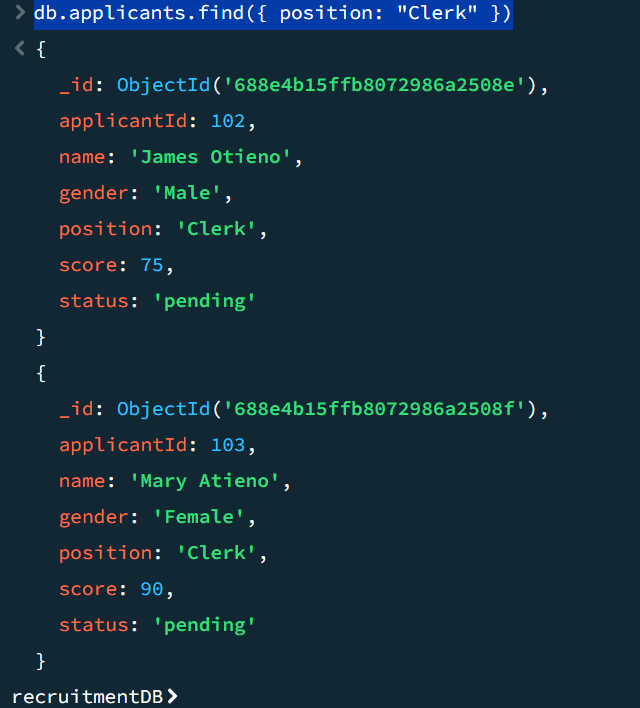 > db.applicants.find({ position: "Clerk" })
< {
_id: ObjectId('688e4b15ffb8072986a2508e'),
applicantId: 102,
name: 'James Otieno',
gender: 'Male',
position: 'Clerk',
score: 75,
status: 'pending'
}
{
_id: ObjectId('688e4b15ffb8072986a2508f'),
applicantId: 103,
name: 'Mary Atieno',
gender: 'Female',
position: 'Clerk',
score: 90,
status: 'pending'
}
recruitmentDB>